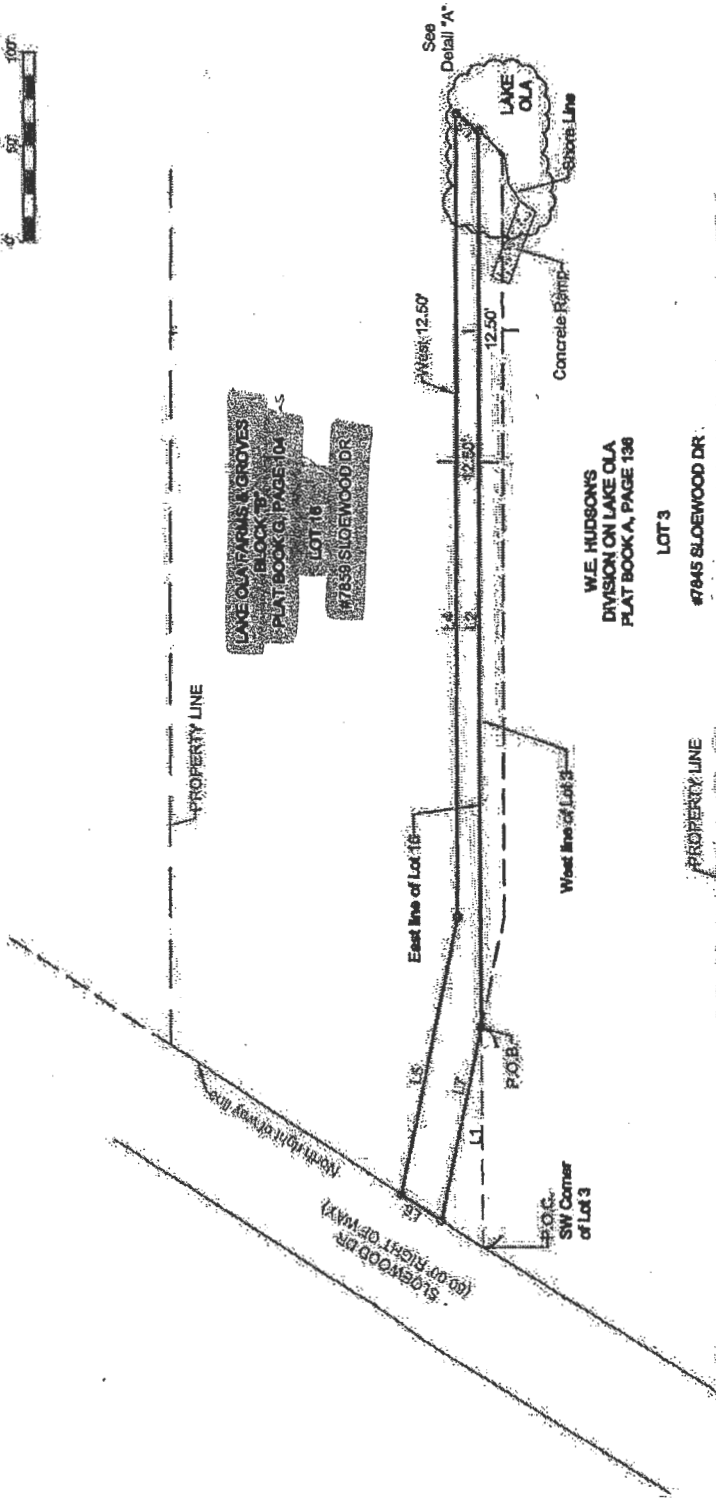 0'
50'
100'
See
Detail "A"
LAKE
OLA
Shore Line
Concrete Ramp
West 12.50'
12.50'
12.50'
LAKE OLA FARMS & GROVES
BLOCK "B"
PLAT BOOK G, PAGE 104
LOT 16
#7859 SLOEWOOD DR
W.E. HUDSON'S
DIVISION ON LAKE OLA
PLAT BOOK A, PAGE 136
LOT 3
#7845 SLOEWOOD DR
PROPERTY LINE
PROPERTY LINE
L4
L2
East line of Lot 16
West line of Lot 3
L5
L7
L6
L1
P.O.B.
P.O.C.
SW Corner
of Lot 3
North right of way line
SLOEWOOD DR
(60.00' RIGHT OF WAY)